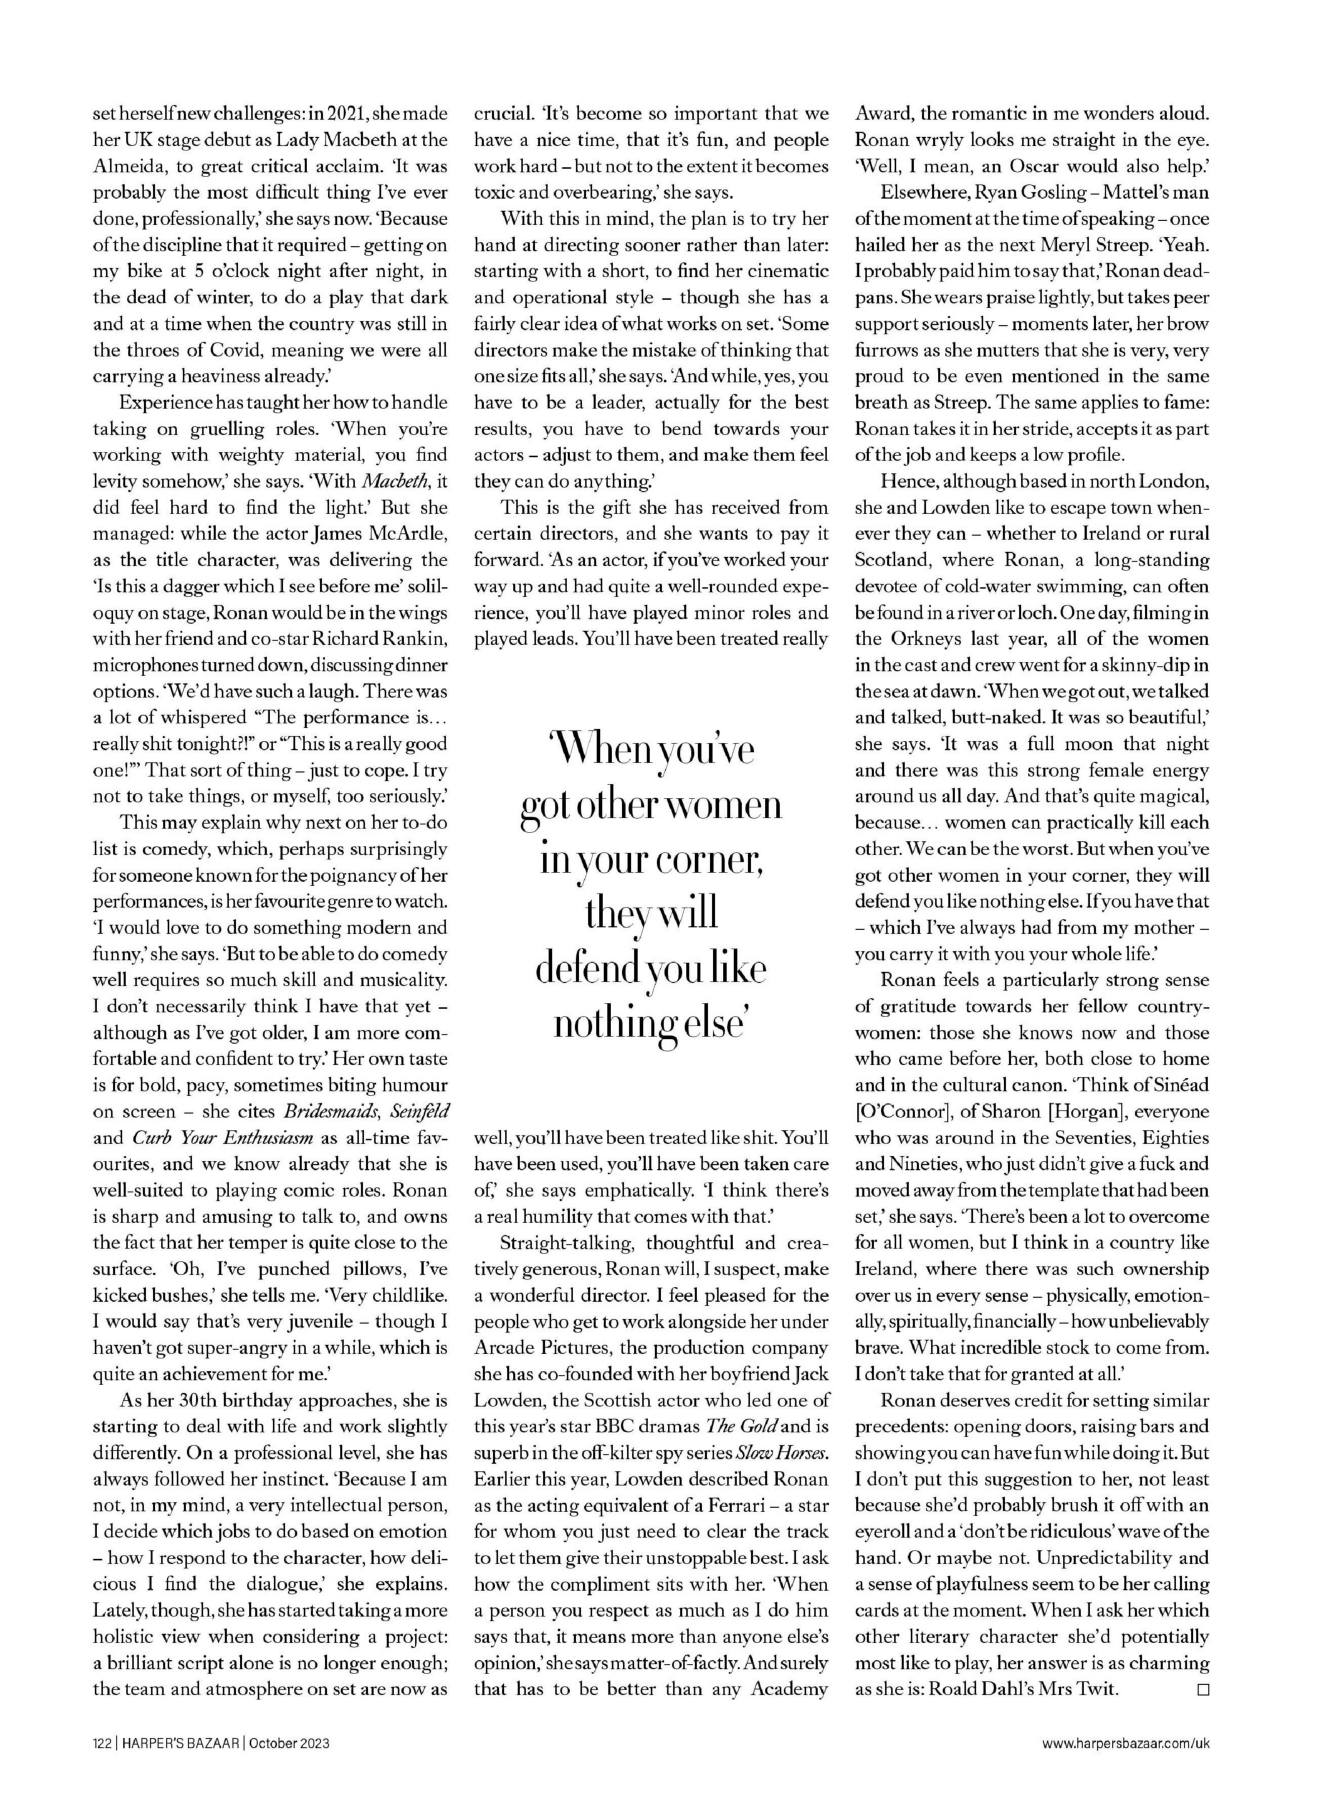 set herself new challenges: in 2021, she made
her UK stage debut as Lady Macbeth at the
Almeida, to great critical acclaim. ‘It was
probably the most difficult thing I’ve ever
done, professionally,’ she says now. ‘Because
of the discipline that it required – getting on
my bike at 5 o’clock night after night, in
the dead of winter, to do a play that dark
and at a time when the country was still in
the throes of Covid, meaning we were all
carrying a heaviness already.’
Experience has taught her how to handle
taking on gruelling roles. ‘When you’re
working with weighty material, you find
levity somehow,’ she says. ‘With Macbeth, it
did feel hard to find the light.’ But she
managed: while the actor James McArdle,
as the title character, was delivering the
‘Is this a dagger which I see before me’ solil-
oquy on stage, Ronan would be in the wings
with her friend and co-star Richard Rankin,
microphones turned down, discussing dinner
options. ‘We’d have such a laugh. There was
a lot of whispered “The performance is…
really shit tonight?!” or “This is a really good
one!”’ That sort of thing – just to cope. I try
not to take things, or myself, too seriously.’
This may explain why next on her to-do
list is comedy, which, perhaps surprisingly
for someone known for the poignancy of her
performances, is her favourite genre to watch.
‘I would love to do something modern and
funny,’ she says. ‘But to be able to do comedy
well requires so much skill and musicality.
I don’t necessarily think I have that yet –
although as I’ve got older, I am more com-
fortable and confident to try.’ Her own taste
is for bold, pacy, sometimes biting humour
on screen – she cites Bridesmaids, Seinfeld
and Curb Your Enthusiasm as all-time fav-
ourites, and we know already that she is
well-suited to playing comic roles. Ronan
is sharp and amusing to talk to, and owns
the fact that her temper is quite close to the
surface. ‘Oh, I’ve punched pillows, I’ve
kicked bushes,’ she tells me. ‘Very childlike.
I would say that’s very juvenile – though I
haven’t got super-angry in a while, which is
quite an achievement for me.’
As her 30th birthday approaches, she is
starting to deal with life and work slightly
differently. On a professional level, she has
always followed her instinct. ‘Because I am
not, in my mind, a very intellectual person,
I decide which jobs to do based on emotion
– how I respond to the character, how deli-
cious I find the dialogue,’ she explains.
Lately, though, she has started taking a more
holistic view when considering a project:
a brilliant script alone is no longer enough;
the team and atmosphere on set are now as
crucial. ‘It’s become so important that we
have a nice time, that it’s fun, and people
work hard – but not to the extent it becomes
toxic and overbearing,’ she says.
With this in mind, the plan is to try her
hand at directing sooner rather than later:
starting with a short, to find her cinematic
and operational style – though she has a
fairly clear idea of what works on set. ‘Some
directors make the mistake of thinking that
one size fits all,’ she says. ‘And while, yes, you
have to be a leader, actually for the best
results, you have to bend towards your
actors – adjust to them, and make them feel
they can do anything.’
This is the gift she has received from
certain directors, and she wants to pay it
forward. ‘As an actor, if you’ve worked your
way up and had quite a well-rounded expe-
rience, you’ll have played minor roles and
played leads. You’ll have been treated really
‘When you’ve
got other women
in your corner,
they will
defend you like
nothing else’
well, you’ll have been treated like shit. You’ll
have been used, you’ll have been taken care
of,’ she says emphatically. ‘I think there’s
a real humility that comes with that.’
Straight-talking, thoughtful and crea-
tively generous, Ronan will, I suspect, make
a wonderful director. I feel pleased for the
people who get to work alongside her under
Arcade Pictures, the production company
she has co-founded with her boyfriend Jack
Lowden, the Scottish actor who led one of
this year’s star BBC dramas The Gold and is
superb in the off-kilter spy series Slow Horses.
Earlier this year, Lowden described Ronan
as the acting equivalent of a Ferrari – a star
for whom you just need to clear the track
to let them give their unstoppable best. I ask
how the compliment sits with her. ‘When
a person you respect as much as I do him
says that, it means more than anyone else’s
opinion,’ she says matter-of-factly. And surely
that has to be better than any Academy
Award, the romantic in me wonders aloud.
Ronan wryly looks me straight in the eye.
‘Well, I mean, an Oscar would also help.’
Elsewhere, Ryan Gosling – Mattel’s man
of the moment at the time of speaking – once
hailed her as the next Meryl Streep. ‘Yeah.
I probably paid him to say that,’ Ronan dead-
pans. She wears praise lightly, but takes peer
support seriously – moments later, her brow
furrows as she mutters that she is very, very
proud to be even mentioned in the same
breath as Streep. The same applies to fame:
Ronan takes it in her stride, accepts it as part
of the job and keeps a low profile.
Hence, although based in north London,
she and Lowden like to escape town when-
ever they can – whether to Ireland or rural
Scotland, where Ronan, a long-standing
devotee of cold-water swimming, can often
be found in a river or loch. One day, filming in
the Orkneys last year, all of the women
in the cast and crew went for a skinny-dip in
the sea at dawn. ‘When we got out, we talked
and talked, butt-naked. It was so beautiful,’
she says. ‘It was a full moon that night
and there was this strong female energy
around us all day. And that’s quite magical,
because… women can practically kill each
other. We can be the worst. But when you’ve
got other women in your corner, they will
defend you like nothing else. If you have that
– which I’ve always had from my mother –
you carry it with you your whole life.’
Ronan feels a particularly strong sense
of gratitude towards her fellow country-
women: those she knows now and those
who came before her, both close to home
and in the cultural canon. ‘Think of Sinéad
[O’Connor], of Sharon [Horgan], everyone
who was around in the Seventies, Eighties
and Nineties, who just didn’t give a fuck and
moved away from the template that had been
set,’ she says. ‘There’s been a lot to overcome
for all women, but I think in a country like
Ireland, where there was such ownership
over us in every sense – physically, emotion-
ally, spiritually, financially – how unbelievably
brave. What incredible stock to come from.
I don’t take that for granted at all.’
Ronan deserves credit for setting similar
precedents: opening doors, raising bars and
showing you can have fun while doing it. But
I don’t put this suggestion to her, not least
because she’d probably brush it off with an
eyeroll and a ‘don’t be ridiculous’ wave of the
hand. Or maybe not. Unpredictability and
a sense of playfulness seem to be her calling
cards at the moment. When I ask her which
other literary character she’d potentially
most like to play, her answer is as charming
as she is: Roald Dahl’s Mrs Twit. □
122 | HARPER’S BAZAAR | October 2023
www.harpersbazaar.com/uk